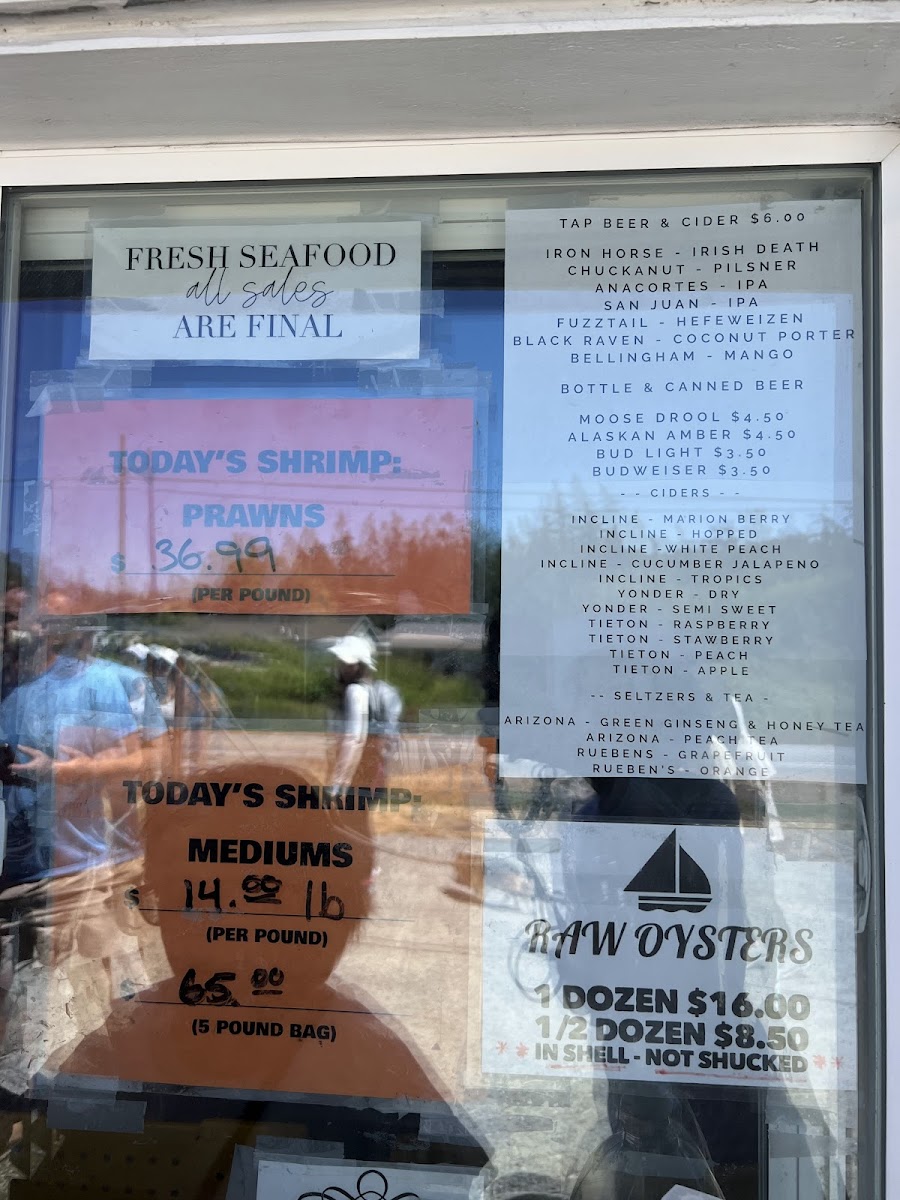 FRESH SEAFOOD
all sales
ARE FINAL
TODAY'S SHRIMP:
PRAWNS
$ 36.99
(PER POUND)
TODAY'S SHRIMP:
MEDIUMS
$ 14.00 lb
(PER POUND)
$ 65.00
(5 POUND BAG)
TAP BEER & CIDER $6.00
IRON HORSE - IRISH DEATH
CHUCKANUT - PILSNER
ANACORTES - IPA
SAN JUAN - IPA
FUZZTAIL - HEFEWEIZEN
BLACK RAVEN - COCONUT PORTER
BELLINGHAM - MANGO
BOTTLE & CANNED BEER
MOOSE DROOL $4.50
ALASKAN AMBER $4.50
BUD LIGHT $3.50
BUDWEISER $3.50
-- CIDERS --
INCLINE - MARION BERRY
INCLINE - HOPPED
INCLINE -WHITE PEACH
INCLINE - CUCUMBER JALAPENO
INCLINE - TROPICS
YONDER - DRY
YONDER - SEMI SWEET
TIETON - RASPBERRY
TIETON - STAWBERRY
TIETON - PEACH
TIETON - APPLE
-- SELTZERS & TEA -
ARIZONA - GREEN GINSENG & HONEY TEA
ARIZONA - PEACH TEA
RUEBENS - GRAPEFRUIT
RUEBEN'S - ORANGE
RAW OYSTERS
1 DOZEN $16.00
1/2 DOZEN $8.50
** IN SHELL - NOT SHUCKED **